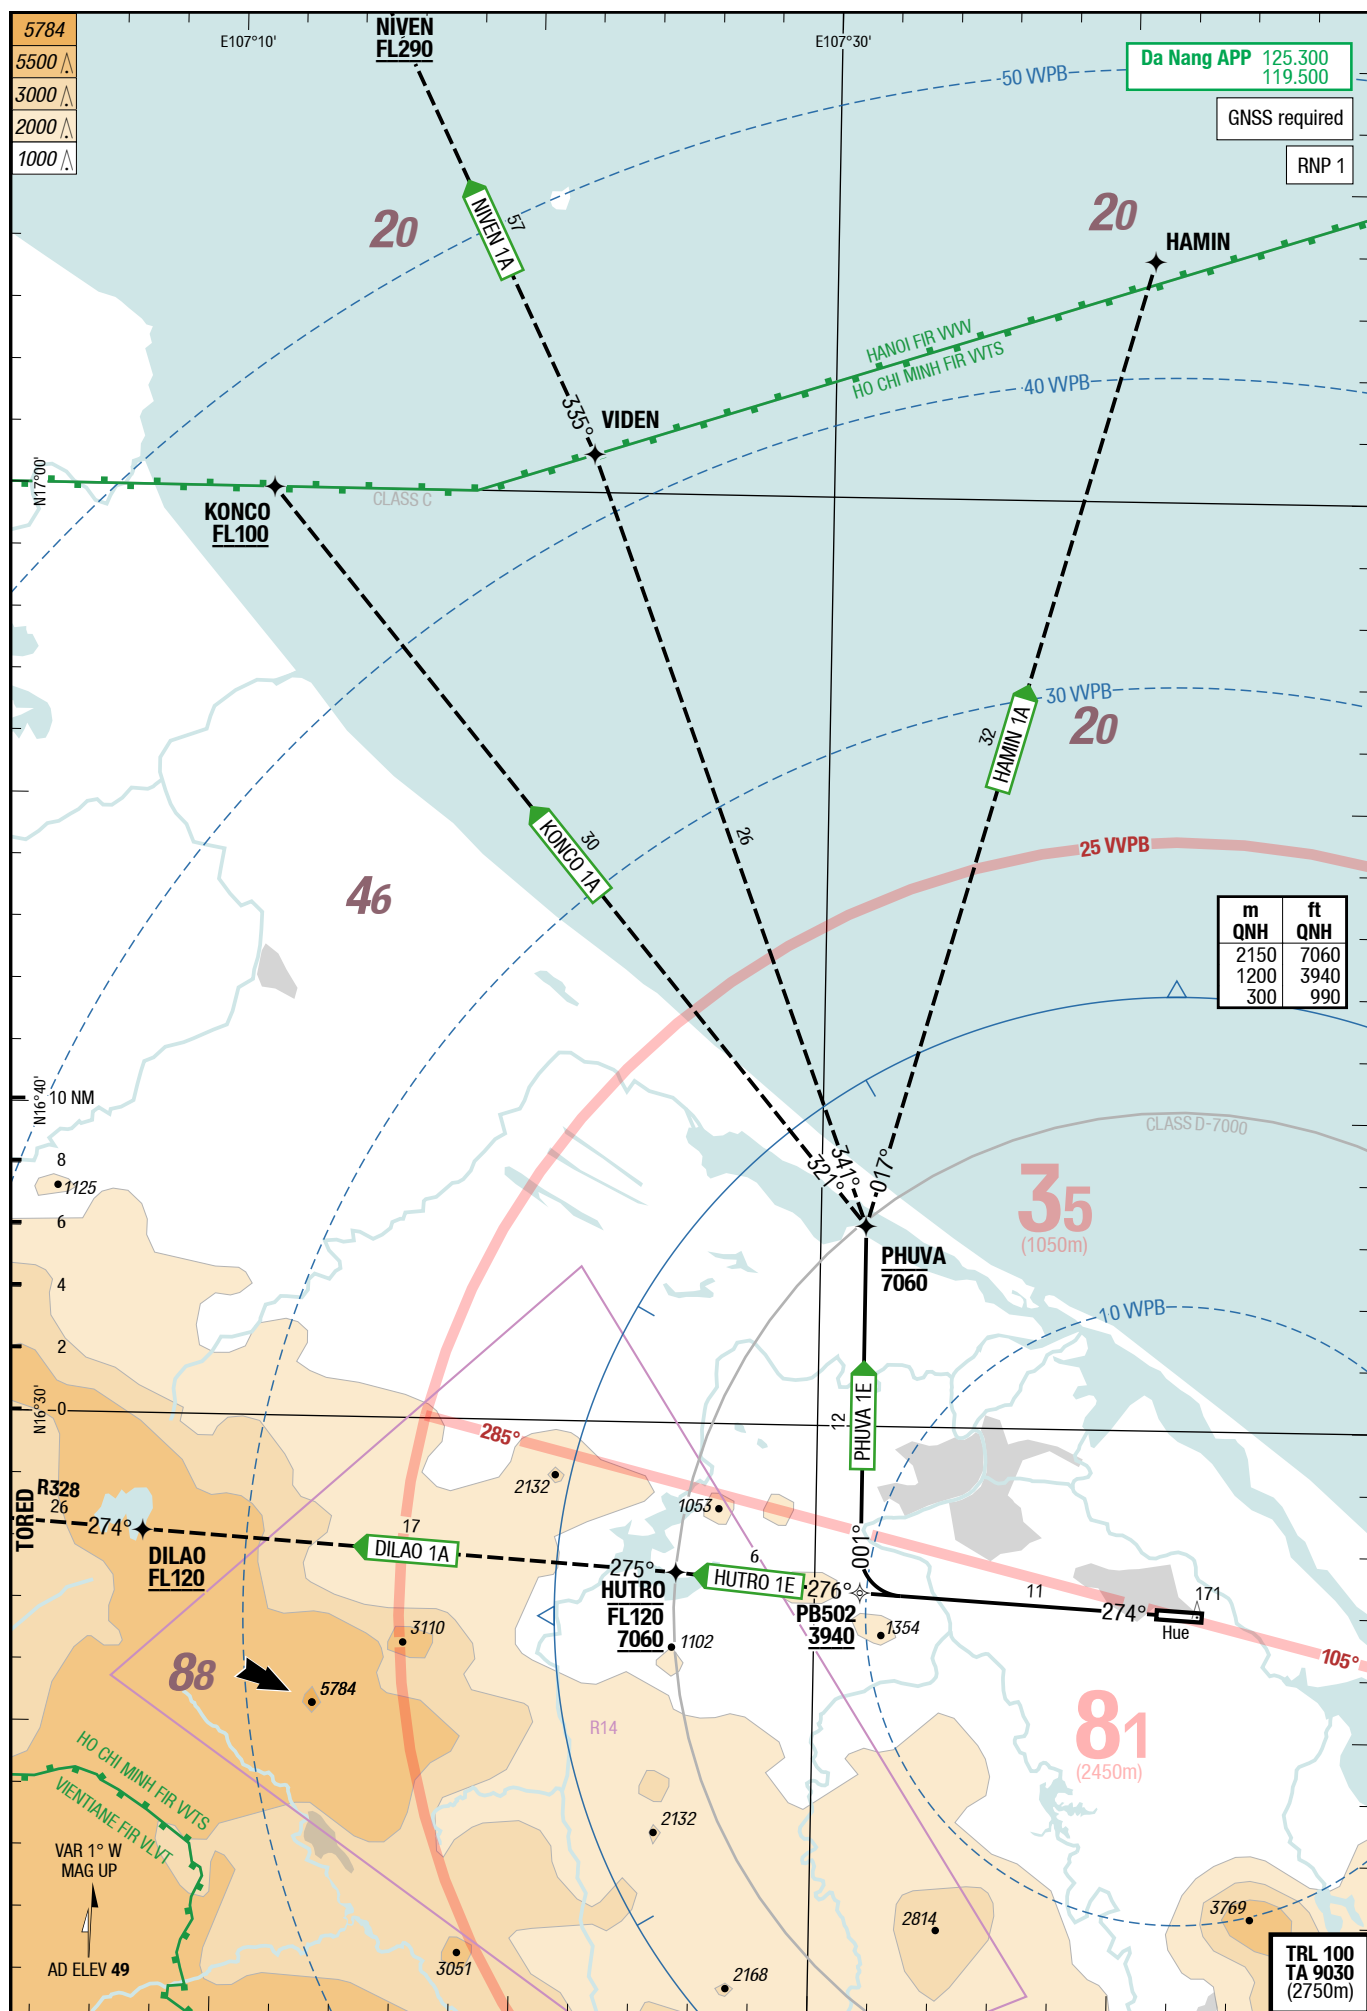 5784
5500
3000
2000
1000
E107°10'
NIVEN
FL290
E107°30'
50 VVPB
Da Nang APP 125.300
119.500
GNSS required
RNP 1
20
NIVEN 1A
57
20
HAMIN
HANOI FIR VVVV
HO CHI MINH FIR VVTS
40 VVPB
335°
VIDEN
N17°00'
KONCO
FL100
CLASS C
30 VVPB
20
32
HAMIN 1A
30
KONCO 1A
26
25 VVPB
46
m ft
QNH QNH
2150 7060
1200 3940
300 990
N16°40'
10 NM
8
6
4
2
0
1125
CLASS D-7000
321°
341°
017°
35
(1050m)
PHUVA
7060
10 VVPB
N16°30'
285°
12
PHUVA 1E
2132
1053
TORED
R328
26
274°
DILAO
FL120
17
DILAO 1A
275°
HUTRO
FL120
7060
6
HUTRO 1E
276°
001°
PB502
3940
11
274°
171
Hue
1354
1102
3110
105°
88
5784
R14
81
(2450m)
HO CHI MINH FIR VVTS
VIENTIANE FIR VLVT
2132
VAR 1° W
MAG UP
AD ELEV 49
3051
2168
2814
3769
TRL 100
TA 9030
(2750m)